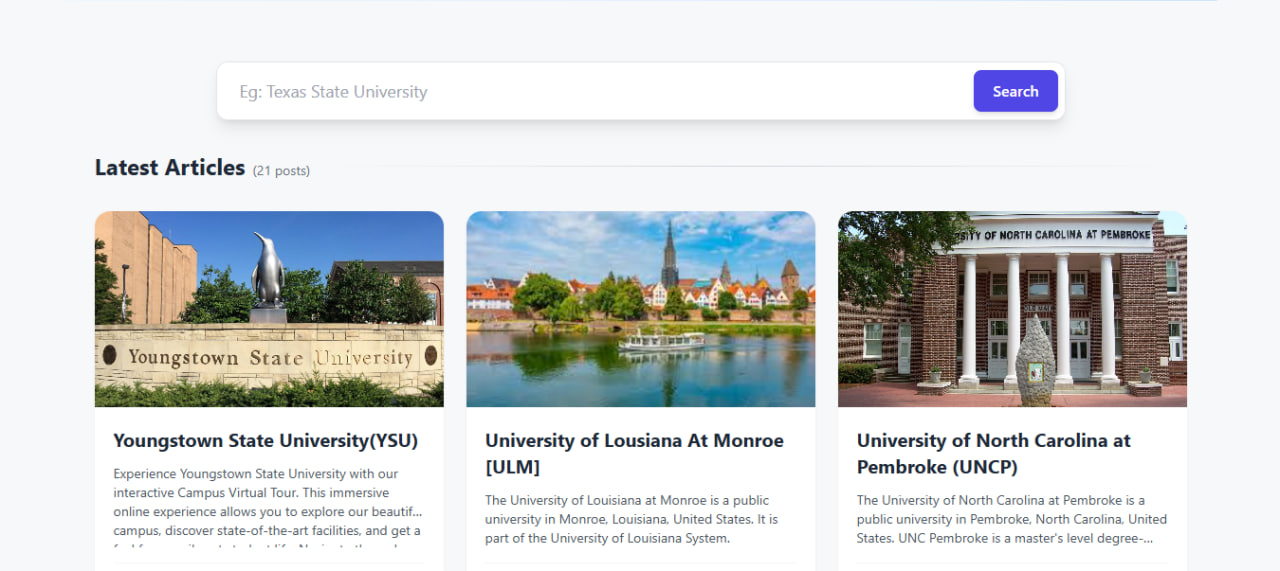 Eg: Texas State University
Search
Latest Articles (21 posts)
Youngstown State University
SITY OF NORTH CAROLINA AT PEMBROKE
Youngstown State University(YSU)
Experience Youngstown State University with our
interactive Campus Virtual Tour. This immersive
online experience allows you to explore our beautif...
campus, discover state-of-the-art facilities, and get a
University of Lousiana At Monroe
[ULM]
The University of Louisiana at Monroe is a public
university in Monroe, Louisiana, United States. It is
part of the University of Louisiana System.
University of North Carolina at
Pembroke (UNCP)
The University of North Carolina at Pembroke is a
public university in Pembroke, North Carolina, United
States. UNC Pembroke is a master's level degree-...